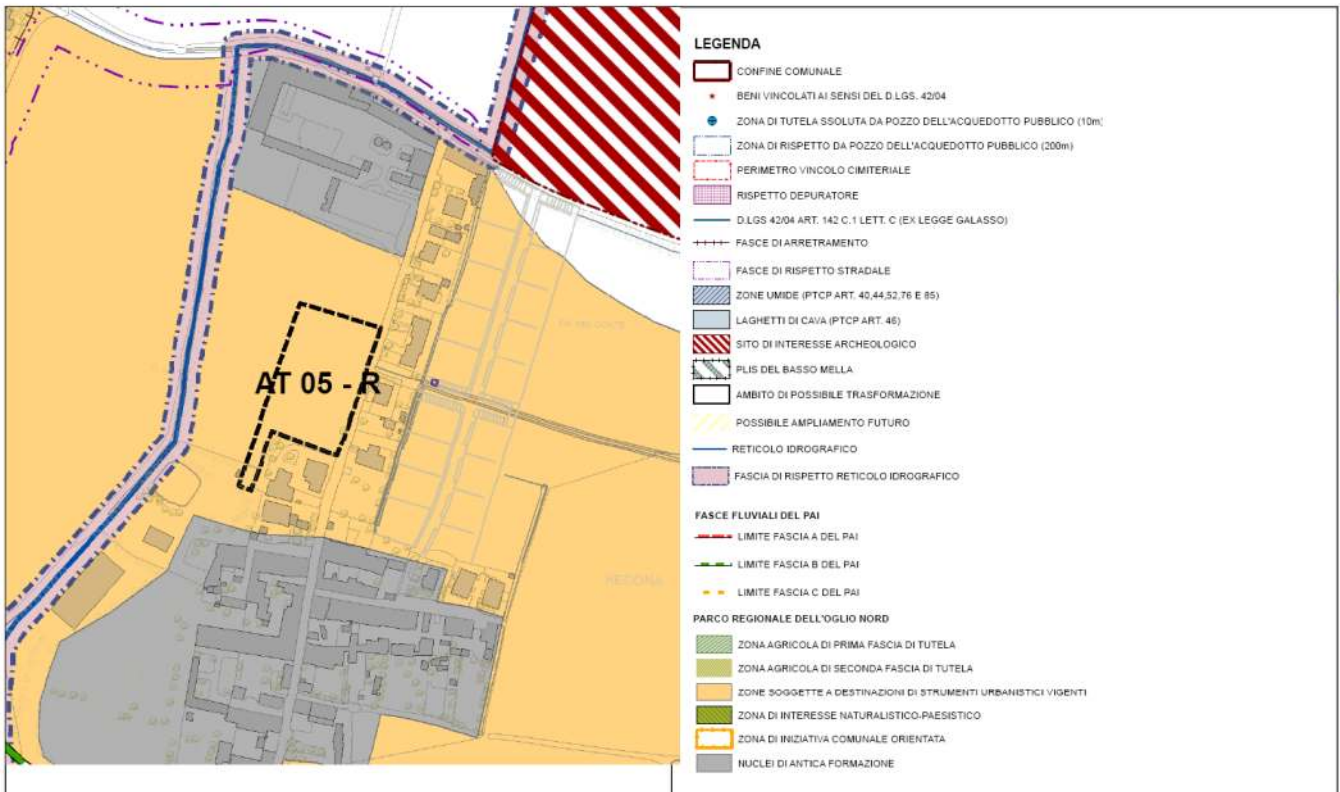 AT 05 - R
REGONA
LEGENDA
CONFINE COMUNALE
BENI VINCOLATI AI SENSI DEL D.LGS. 42/04
ZONA DI TUTELA SSOLUTA DA POZZO DELL'ACQUEDOTTO PUBBLICO (10m)
ZONA DI RISPETTO DA POZZO DELL'ACQUEDOTTO PUBBLICO (200m)
PERIMETRO VINCOLO CIMITERIALE
RISPETTO DEPURATORE
D.LGS 42/04 ART. 142 C.1 LETT. C (EX LEGGE GALASSO)
FASCE DI ARRETRAMENTO
FASCE DI RISPETTO STRADALE
ZONE UMIDE (PTCP ART. 40,44,52,76 E 85)
LAGHETTI DI CAVA (PTCP ART. 46)
SITO DI INTERESSE ARCHEOLOGICO
PLIS DEL BASSO MELLA
AMBITO DI POSSIBILE TRASFORMAZIONE
POSSIBILE AMPLIAMENTO FUTURO
RETICOLO IDROGRAFICO
FASCIA DI RISPETTO RETICOLO IDROGRAFICO
FASCE FLUVIALI DEL PAI
LIMITE FASCIA A DEL PAI
LIMITE FASCIA B DEL PAI
LIMITE FASCIA C DEL PAI
PARCO REGIONALE DELL'OGLIO NORD
ZONA AGRICOLA DI PRIMA FASCIA DI TUTELA
ZONA AGRICOLA DI SECONDA FASCIA DI TUTELA
ZONE SOGGETTE A DESTINAZIONI DI STRUMENTI URBANISTICI VIGENTI
ZONA DI INTERESSE NATURALISTICO-PAESISTICO
ZONA DI INIZIATIVA COMUNALE ORIENTATA
NUCLEI DI ANTICA FORMAZIONE